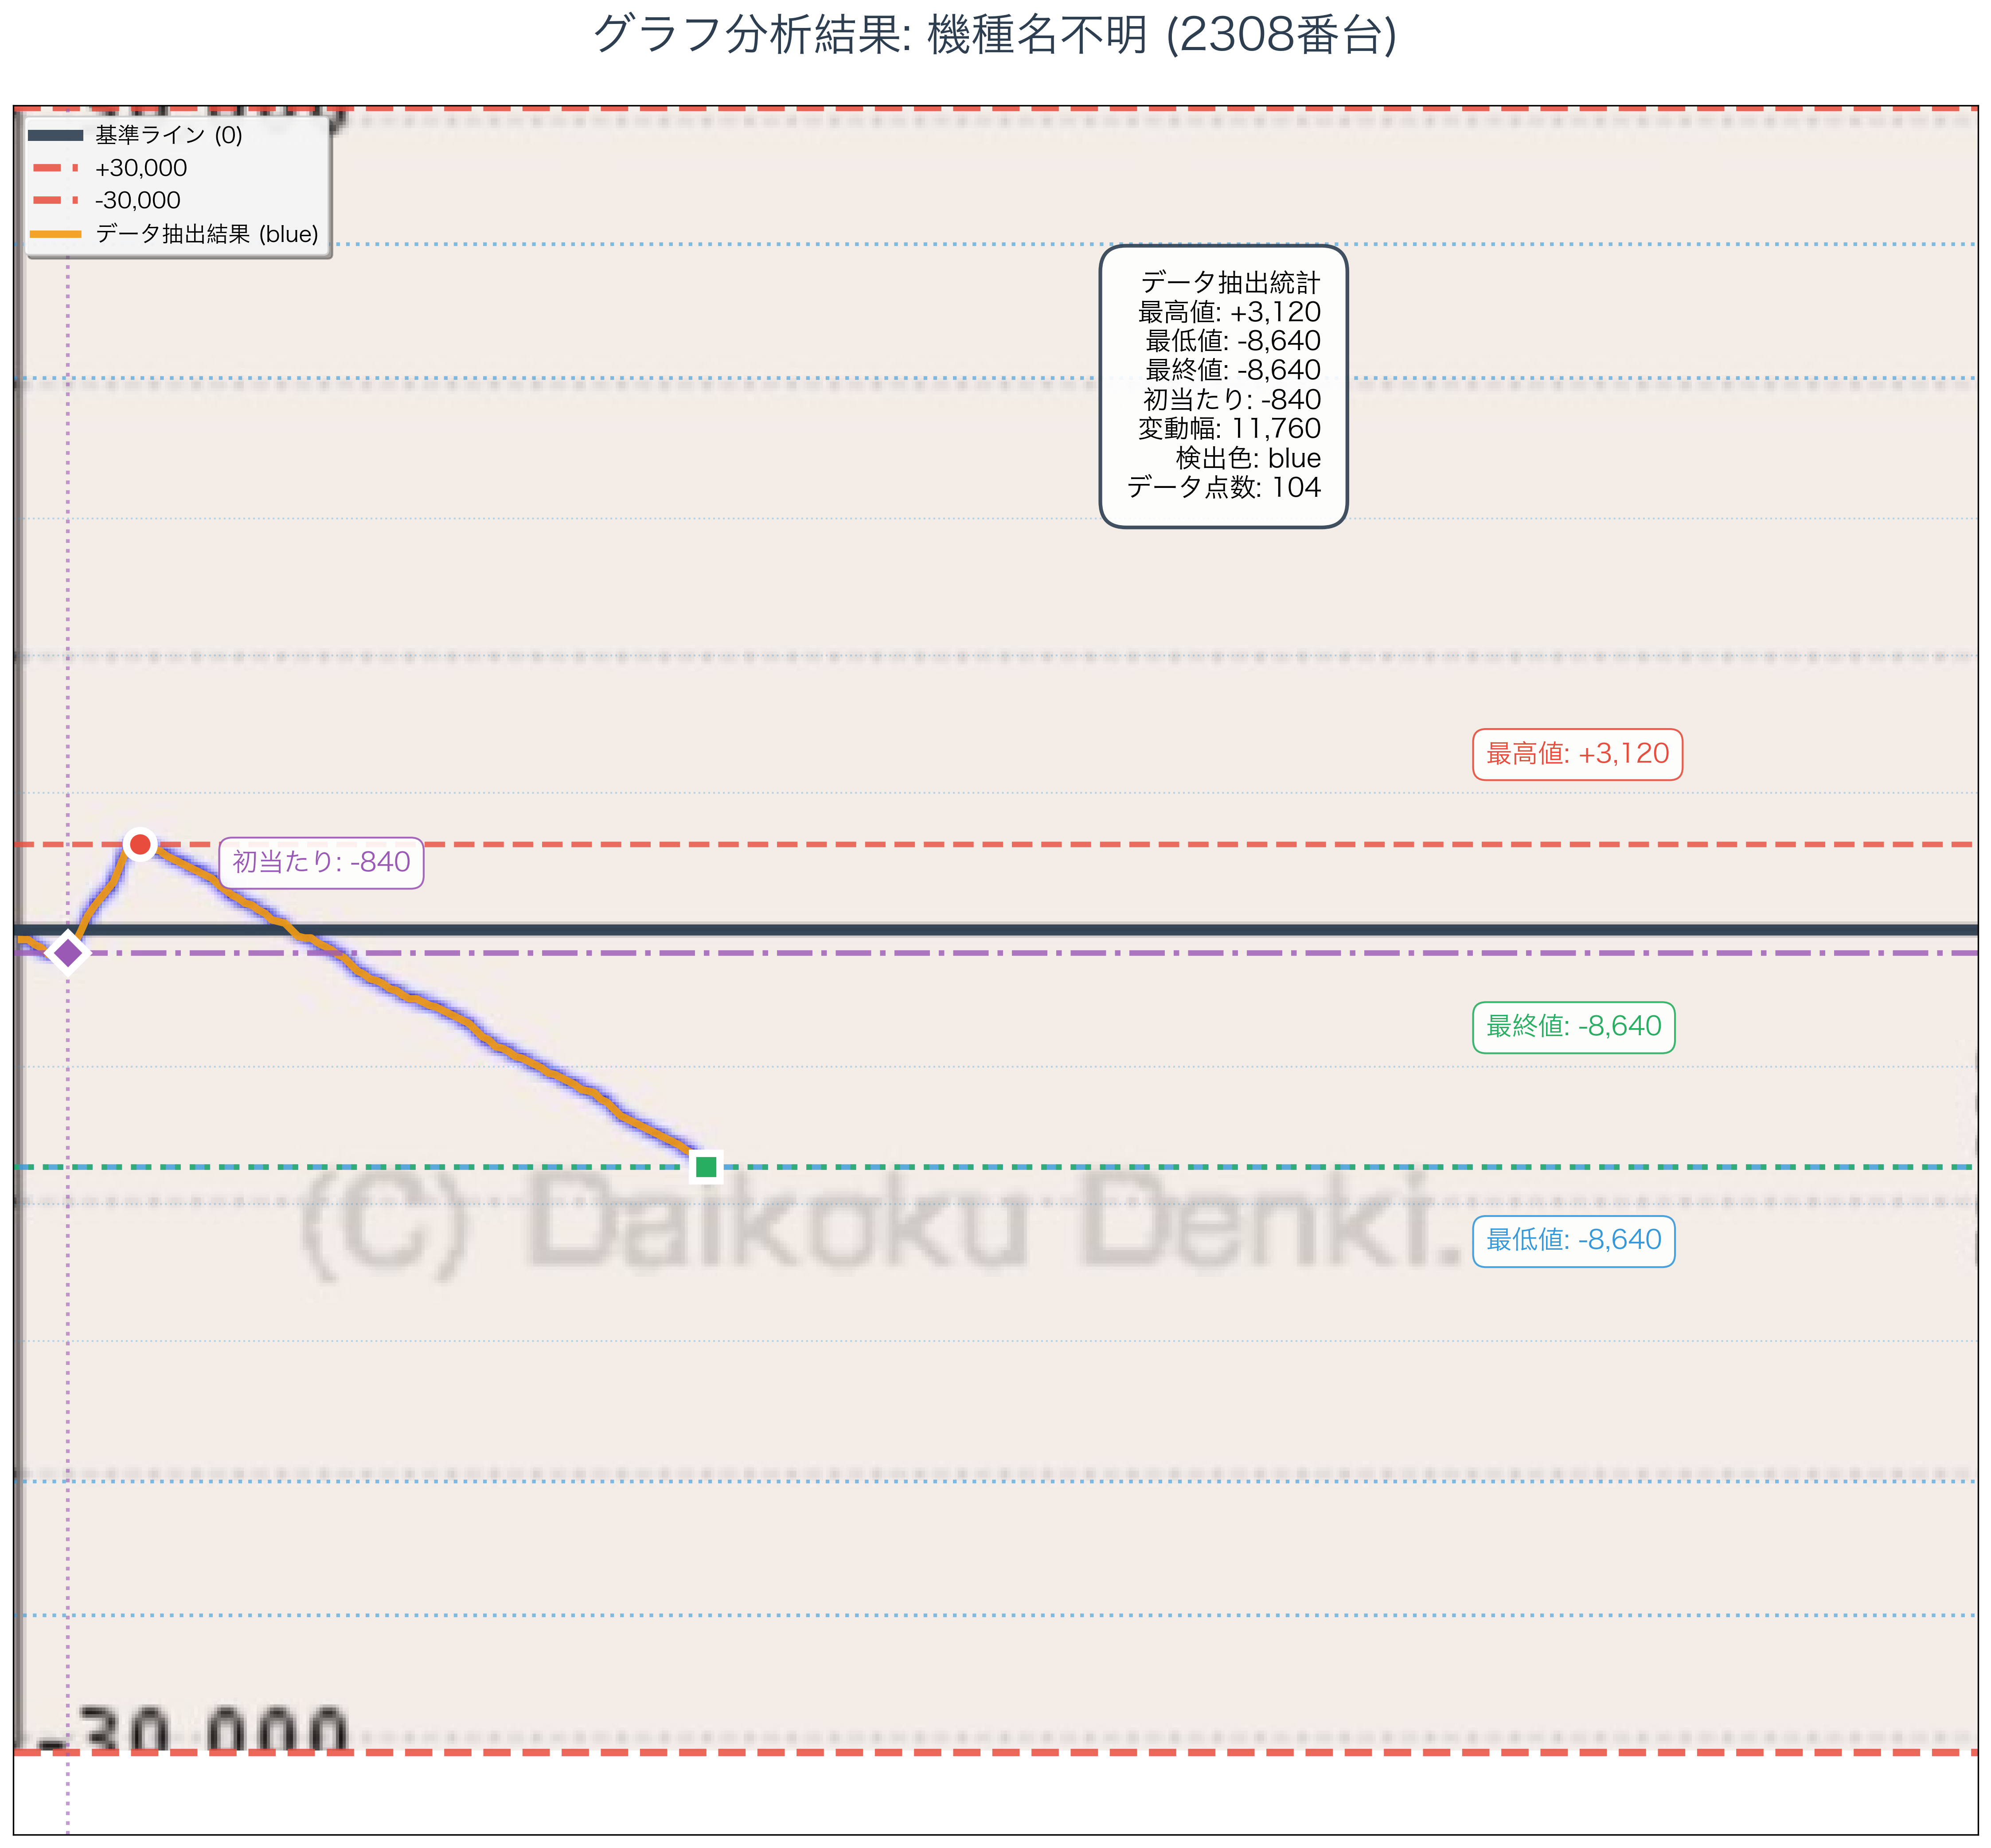 グラフ分析結果: 機種名不明 (2308番台)
基準ライン (0)
+30,000
-30,000
データ抽出結果 (blue)
データ抽出統計
最高値: +3,120
最低値: -8,640
最終値: -8,640
初当たり: -840
変動幅: 11,760
検出色: blue
データ点数: 104
最高値: +3,120
初当たり: -840
最終値: -8,640
(C) Daikoku Denki.
最低値: -8,640
-30,000